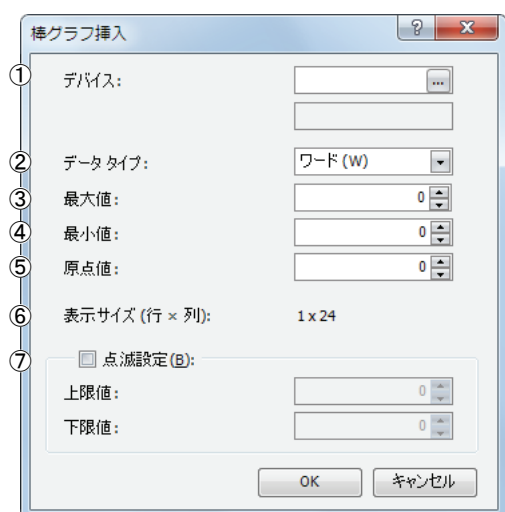 棒グラフ挿入
① デバイス: ...
② データ タイプ: ワード(W)
③ 最大値: 0
④ 最小値: 0
⑤ 原点値: 0
⑥ 表示サイズ (行 × 列): 1 x 24
⑦ 点滅設定(B):
上限値: 0
下限値: 0
OK キャンセル